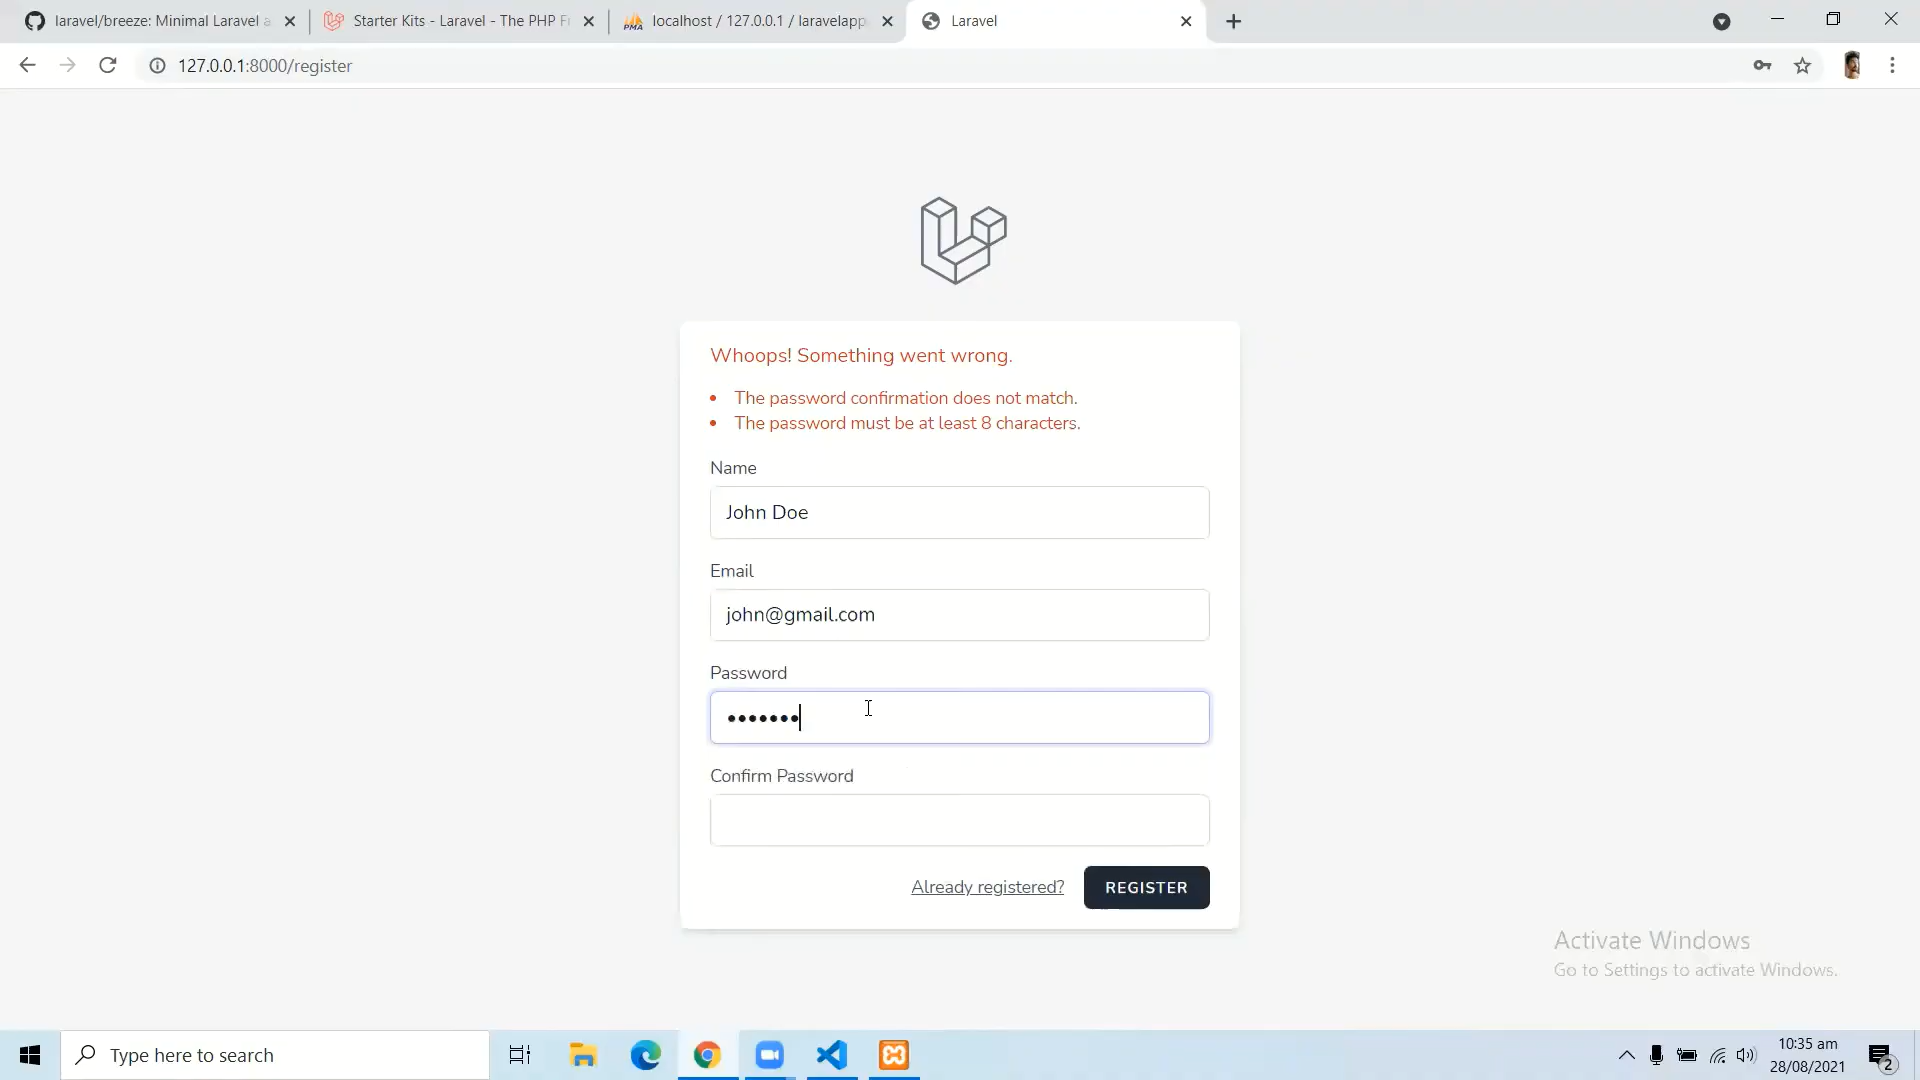 laravel/breeze: Minimal Laravel a
Starter Kits - Laravel - The PHP Fr
PMA
localhost / 127.0.0.1 / laravelapp
Laravel
127.0.0.1:8000/register
Whoops! Something went wrong.
The password confirmation does not match.
The password must be at least 8 characters.
Name
John Doe
Email
john@gmail.com
Password
•••••••
Confirm Password
Already registered?
REGISTER
Activate Windows
Go to Settings to activate Windows.
Type here to search
10:35 am
28/08/2021
2